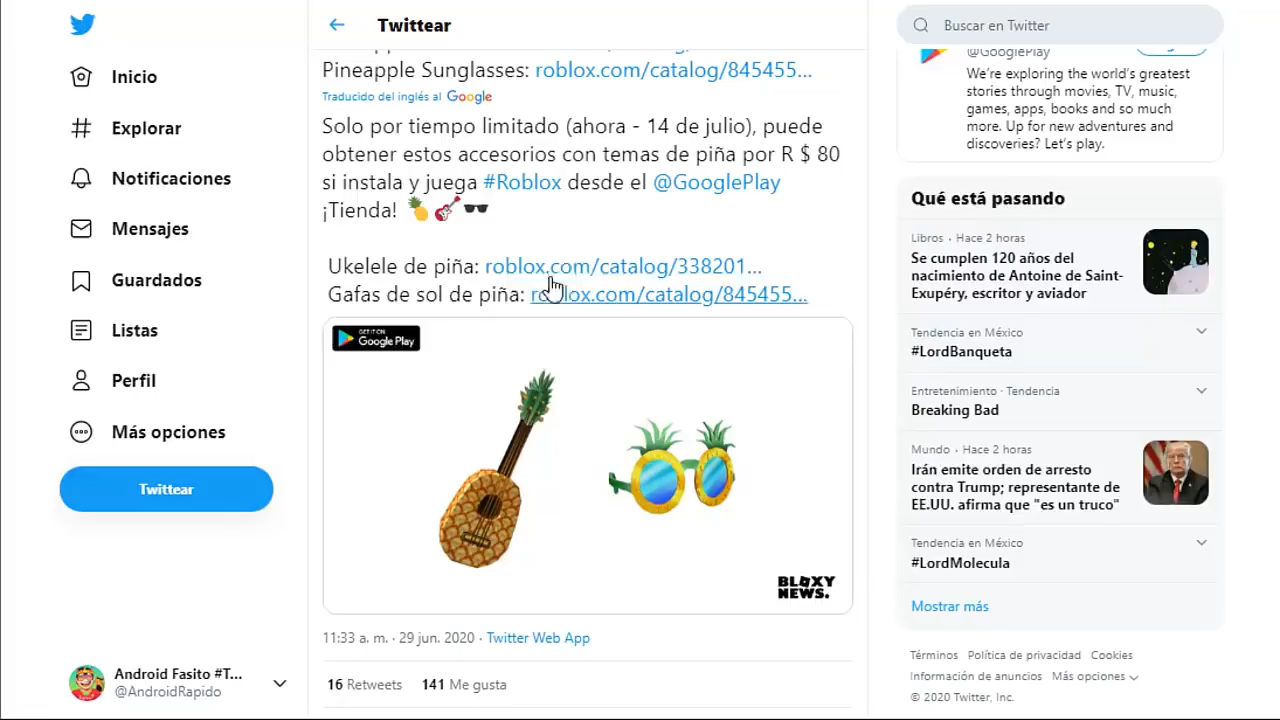 Inicio
Explorar
Notificaciones
Mensajes
Guardados
Listas
Perfil
Más opciones
Twittear
Android Fasito #T...
@AndroidRapido
Twittear
Pineapple Sunglasses: roblox.com/catalog/845455...
Traducido del inglés al Google
Solo por tiempo limitado (ahora - 14 de julio), puede
obtener estos accesorios con temas de piña por R $ 80
si instala y juega #Roblox desde el @GooglePlay
¡Tienda! 🍍🎸🕶️
Ukelele de piña: roblox.com/catalog/338201...
Gafas de sol de piña: roblox.com/catalog/845455...
GET IT ON
Google Play
BLOXY
NEWS.
11:33 a. m. · 29 jun. 2020 · Twitter Web App
16 Retweets 141 Me gusta
Buscar en Twitter
@GooglePlay
We're exploring the world's greatest
stories through movies, TV, music,
games, apps, books and so much
more. Up for new adventures and
discoveries? Let's play.
Qué está pasando
Libros · Hace 2 horas
Se cumplen 120 años del
nacimiento de Antoine de Saint-
Exupéry, escritor y aviador
Tendencia en México
#LordBanqueta
Entretenimiento · Tendencia
Breaking Bad
Mundo · Hace 2 horas
Irán emite orden de arresto
contra Trump; representante de
EE.UU. afirma que "es un truco"
Tendencia en México
#LordMolecula
Mostrar más
Términos Política de privacidad Cookies
Información de anuncios Más opciones
© 2020 Twitter, Inc.